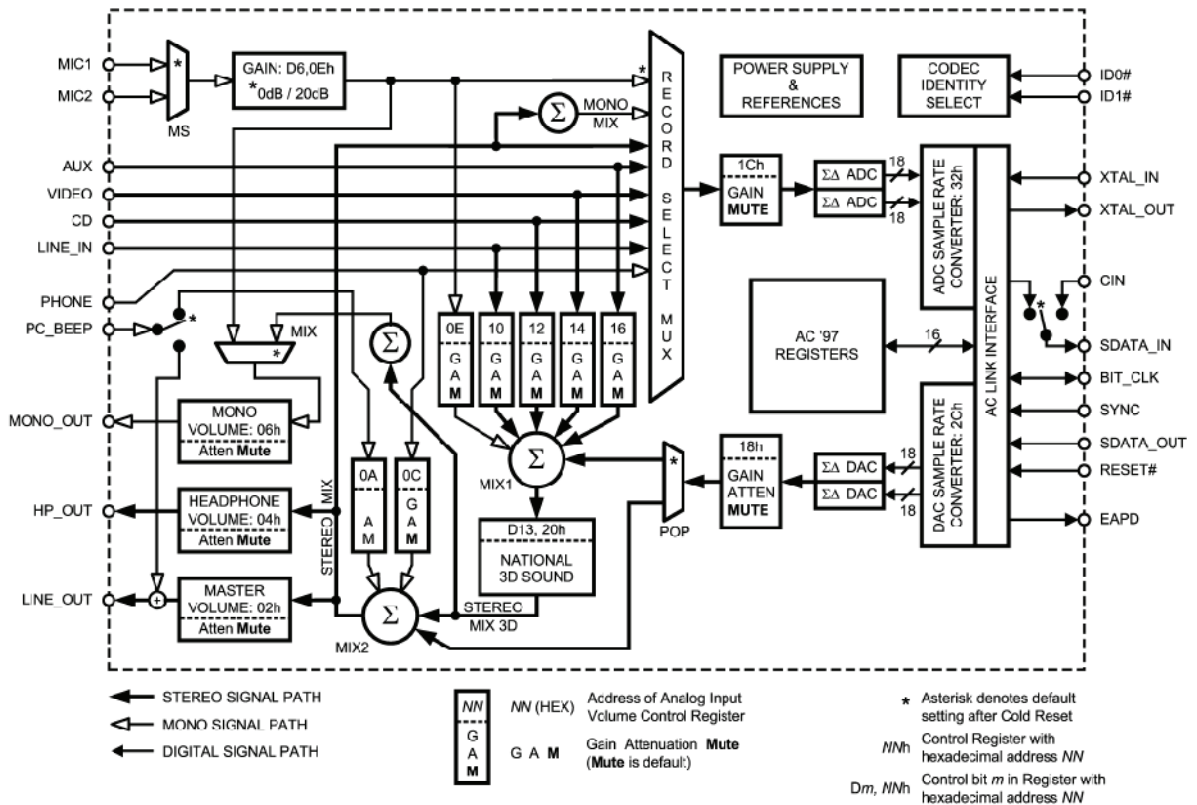 MIC1
MIC2
*
MS
GAIN: D6,0Eh
*0dB / 20dB
Σ
MONO
MIX
*
RECORD SELECT MUX
POWER SUPPLY
&
REFERENCES
CODEC
IDENTITY
SELECT
ID0#
ID1#
AUX
VIDEO
CD
LINE_IN
PHONE
PC_BEEP
*
MIX
*
Σ
1Ch
GAIN
MUTE
ΣΔ ADC
ΣΔ ADC
18
18
ADC SAMPLE RATE
CONVERTER: 32h
AC LINK INTERFACE
XTAL_IN
XTAL_OUT
CIN
*
SDATA_IN
BIT_CLK
SYNC
SDATA_OUT
RESET#
EAPD
AC '97
REGISTERS
16
0E
G
A
M
10
G
A
M
12
G
A
M
14
G
A
M
16
G
A
M
Σ
MIX1
MONO_OUT
MONO
VOLUME: 06h
Atten Mute
HP_OUT
HEADPHONE
VOLUME: 04h
Atten Mute
LINE_OUT
+
MASTER
VOLUME: 02h
Atten Mute
STEREO MIX
0A
A
M
0C
G
A
M
Σ
MIX2
D13, 20h
NATIONAL
3D SOUND
STEREO
MIX 3D
*
POP
18h
GAIN
ATTEN
MUTE
ΣΔ DAC
ΣΔ DAC
18
18
DAC SAMPLE RATE
CONVERTER: 2Ch
STEREO SIGNAL PATH
MONO SIGNAL PATH
DIGITAL SIGNAL PATH
NN
G
A
M
NN (HEX)
Address of Analog Input
Volume Control Register
G A M
Gain Attenuation Mute
(Mute is default)
* Asterisk denotes default
setting after Cold Reset
NNh Control Register with
hexadecimal address NN
Dm, NNh Control bit m in Register with
hexadecimal address NN